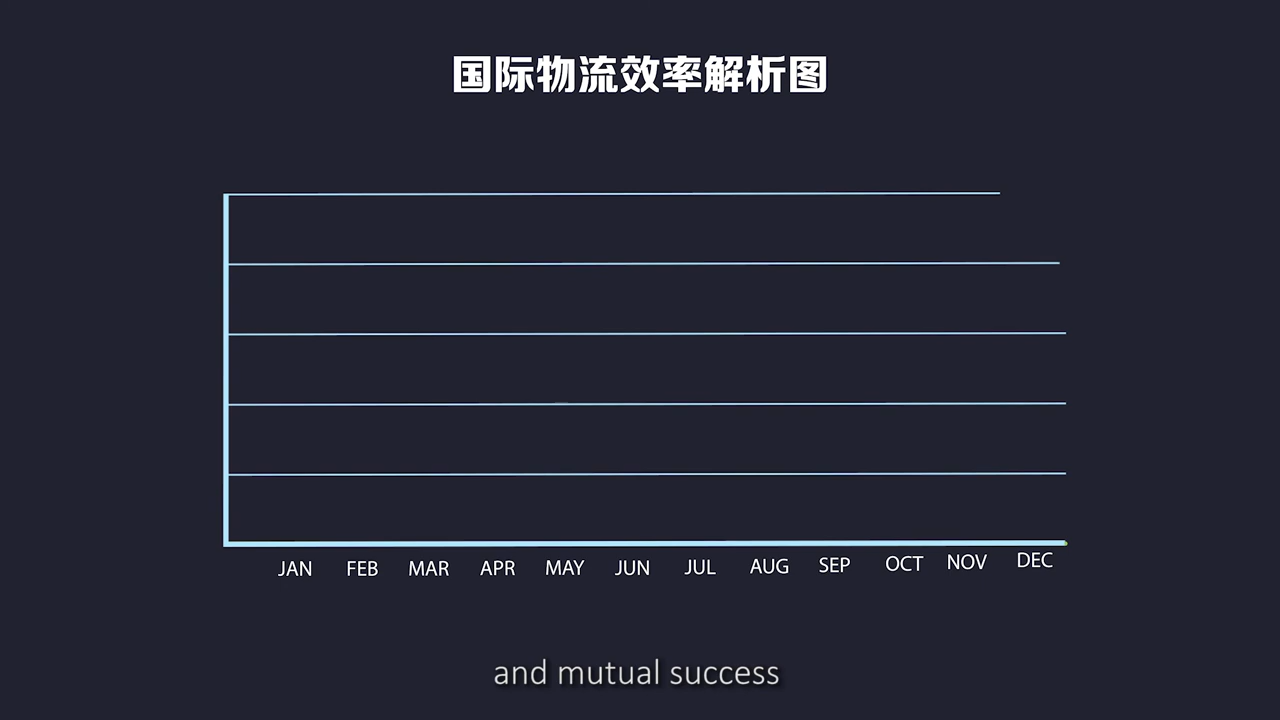 国际物流效率解析图
JAN FEB MAR APR MAY JUN JUL AUG SEP OCT NOV DEC
and mutual success